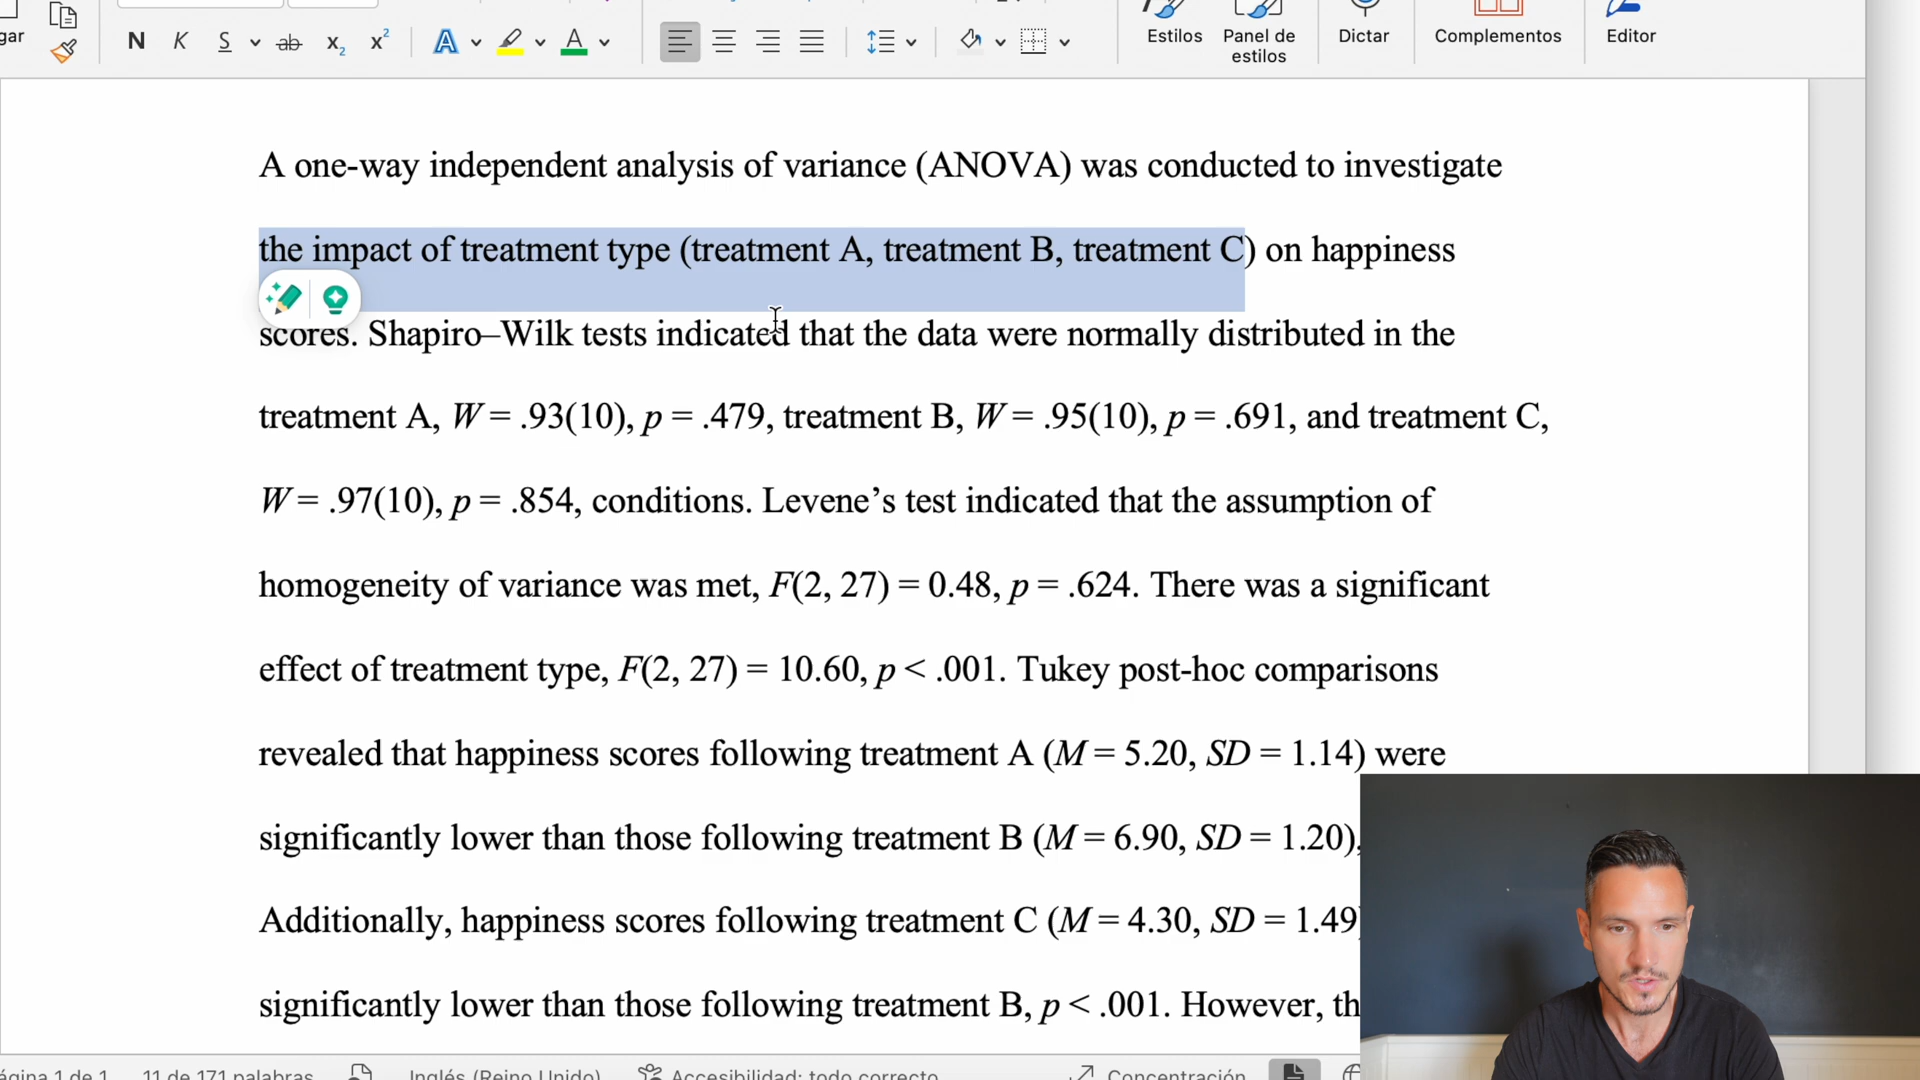 gar
N K S ab x2 x2 A A
Estilos
Panel de
estilos
Dictar
Complementos
Editor
A one-way independent analysis of variance (ANOVA) was conducted to investigate
the impact of treatment type (treatment A, treatment B, treatment C) on happiness
scores. Shapiro–Wilk tests indicated that the data were normally distributed in the
treatment A, W = .93(10), p = .479, treatment B, W = .95(10), p = .691, and treatment C,
W = .97(10), p = .854, conditions. Levene’s test indicated that the assumption of
homogeneity of variance was met, F(2, 27) = 0.48, p = .624. There was a significant
effect of treatment type, F(2, 27) = 10.60, p < .001. Tukey post-hoc comparisons
revealed that happiness scores following treatment A (M = 5.20, SD = 1.14) were
significantly lower than those following treatment B (M = 6.90, SD = 1.20),
Additionally, happiness scores following treatment C (M = 4.30, SD = 1.49)
significantly lower than those following treatment B, p < .001. However, th
ágina 1 de 1 11 de 171 palabras Inglés (Reino Unido) Accesibilidad: todo correcto Concentración